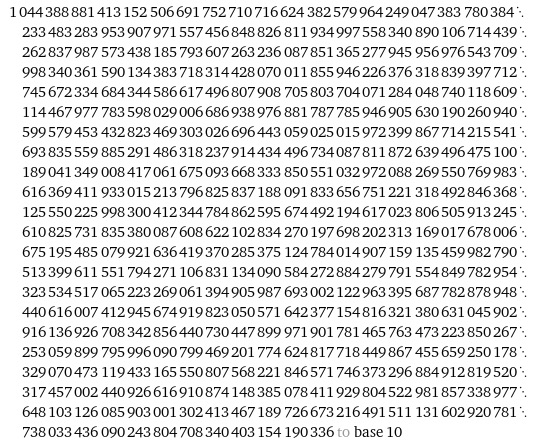 1 044 388 881 413 152 506 691 752 710 716 624 382 579 964 249 047 383 780 384⋱
233 483 283 953 907 971 557 456 848 826 811 934 997 558 340 890 106 714 439⋱
262 837 987 573 438 185 793 607 263 236 087 851 365 277 945 956 976 543 709⋱
998 340 361 590 134 383 718 314 428 070 011 855 946 226 376 318 839 397 712⋱
745 672 334 684 344 586 617 496 807 908 705 803 704 071 284 048 740 118 609⋱
114 467 977 783 598 029 006 686 938 976 881 787 785 946 905 630 190 260 940⋱
599 579 453 432 823 469 303 026 696 443 059 025 015 972 399 867 714 215 541⋱
693 835 559 885 291 486 318 237 914 434 496 734 087 811 872 639 496 475 100⋱
189 041 349 008 417 061 675 093 668 333 850 551 032 972 088 269 550 769 983⋱
616 369 411 933 015 213 796 825 837 188 091 833 656 751 221 318 492 846 368⋱
125 550 225 998 300 412 344 784 862 595 674 492 194 617 023 806 505 913 245⋱
610 825 731 835 380 087 608 622 102 834 270 197 698 202 313 169 017 678 006⋱
675 195 485 079 921 636 419 370 285 375 124 784 014 907 159 135 459 982 790⋱
513 399 611 551 794 271 106 831 134 090 584 272 884 279 791 554 849 782 954⋱
323 534 517 065 223 269 061 394 905 987 693 002 122 963 395 687 782 878 948⋱
440 616 007 412 945 674 919 823 050 571 642 377 154 816 321 380 631 045 902⋱
916 136 926 708 342 856 440 730 447 899 971 901 781 465 763 473 223 850 267⋱
253 059 899 795 996 090 799 469 201 774 624 817 718 449 867 455 659 250 178⋱
329 070 473 119 433 165 550 807 568 221 846 571 746 373 296 884 912 819 520⋱
317 457 002 440 926 616 910 874 148 385 078 411 929 804 522 981 857 338 977⋱
648 103 126 085 903 001 302 413 467 189 726 673 216 491 511 131 602 920 781⋱
738 033 436 090 243 804 708 340 403 154 190 336 to base 10